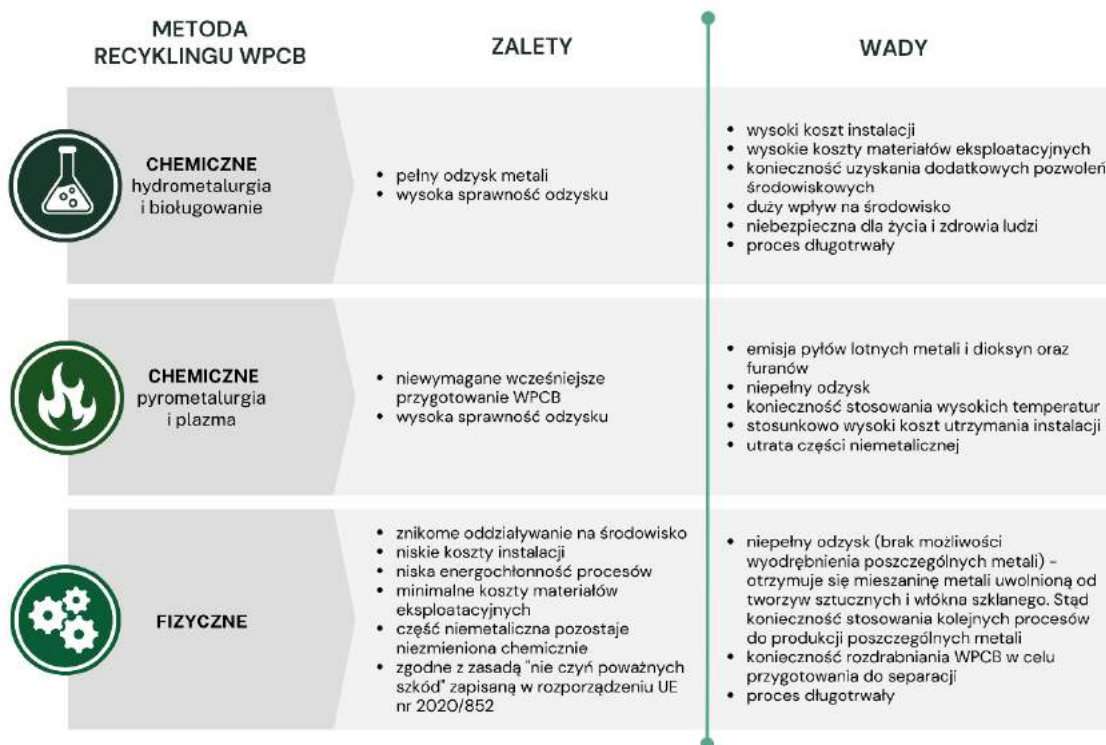 METODA
RECYKLINGU WPCB
ZALETY
WADY
CHEMICZNE
hydrometalurgia
i bioługowanie
• pełny odzysk metali
• wysoka sprawność odzysku
• wysoki koszt instalacji
• wysokie koszty materiałów eksploatacyjnych
• konieczność uzyskania dodatkowych pozwoleń
środowiskowych
• duży wpływ na środowisko
• niebezpieczna dla życia i zdrowia ludzi
• proces długotrwały
CHEMICZNE
pyrometalurgia
i plazma
• niewymagane wcześniejsze
przygotowanie WPCB
• wysoka sprawność odzysku
• emisja pyłów lotnych metali i dioksyn oraz
furanów
• niepełny odzysk
• konieczność stosowania wysokich temperatur
• stosunkowo wysoki koszt utrzymania instalacji
• utrata części niemetalicznej
FIZYCZNE
• znikome oddziaływanie na środowisko
• niskie koszty instalacji
• niska energochłonność procesów
• minimalne koszty materiałów
eksploatacyjnych
• część niemetaliczna pozostaje
niezmieniona chemicznie
• zgodne z zasadą "nie czyń poważnych
szkód" zapisaną w rozporządzeniu UE
nr 2020/852
• niepełny odzysk (brak możliwości
wyodrębnienia poszczególnych metali) –
otrzymuje się mieszaninę metali uwolnioną od
tworzyw sztucznych i włókna szklanego. Stąd
konieczność stosowania kolejnych procesów
do produkcji poszczególnych metali
• konieczność rozdrabniania WPCB w celu
przygotowania do separacji
• proces długotrwały